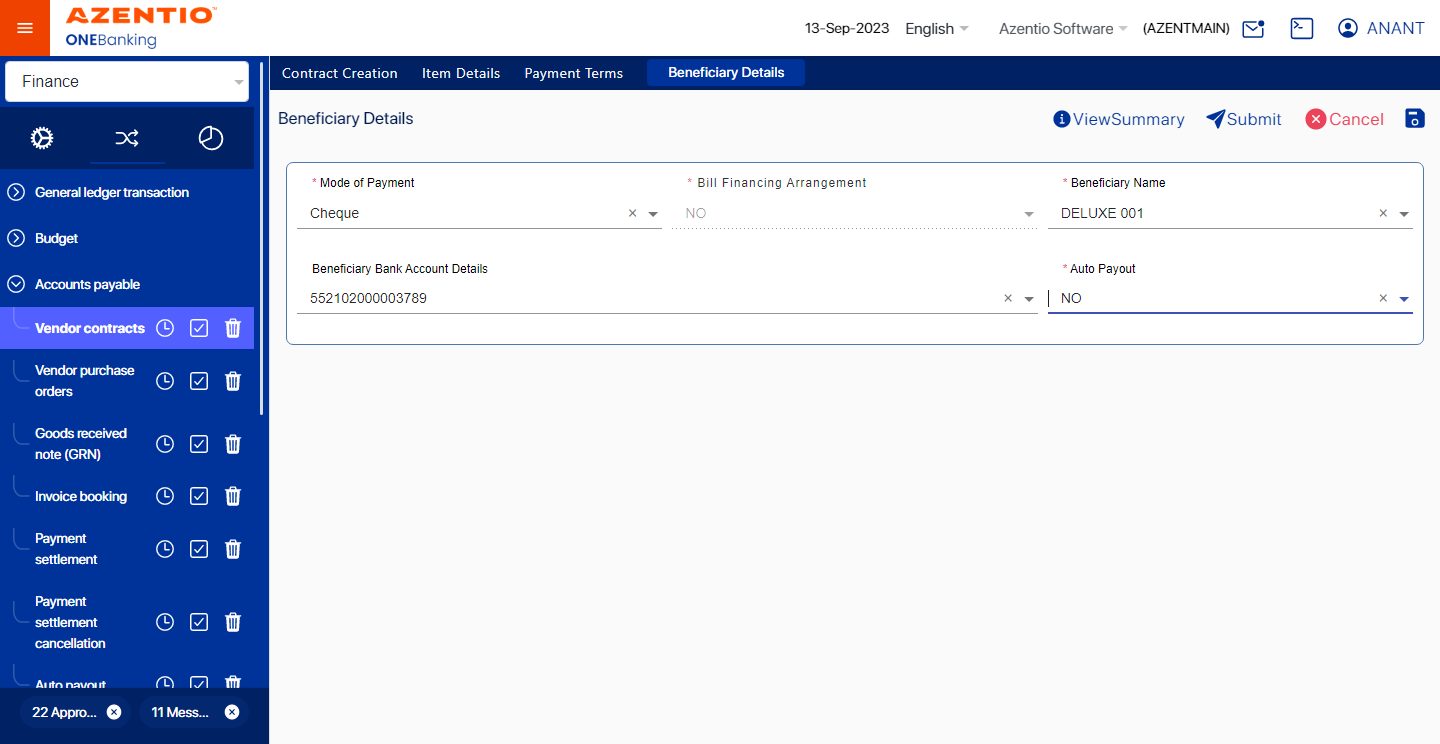 AZENTIO™
ONEBanking
13-Sep-2023 English Azentio Software (AZENTMAIN) ANANT
Finance
Contract Creation Item Details Payment Terms Beneficiary Details
Beneficiary Details
ViewSummary Submit Cancel
* Mode of Payment * Bill Financing Arrangement * Beneficiary Name
Cheque × NO DELUXE 001 ×
Beneficiary Bank Account Details * Auto Payout
552102000003789 × NO ×
General ledger transaction
Budget
Accounts payable
Vendor contracts
Vendor purchase
orders
Goods received
note (GRN)
Invoice booking
Payment
settlement
Payment
settlement
cancellation
Auto payout
22 Appro...
11 Mess...